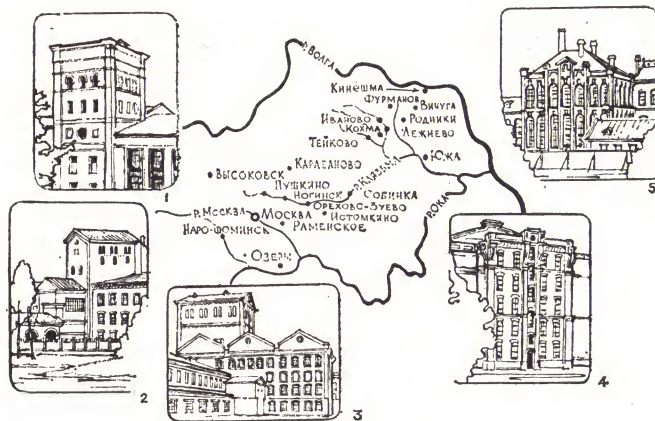 р. ВОЛГА
КИНЕШМА
ФУРМАНОВ
ВИЧУГА
ИВАНОВО
РОДНИКИ
КОХМА
ЛЕЖНЕВО
ТЕЙКОВО
ЮЖА
КАРАБАНОВО
ВЫСОКОВСК
р. КЛЯЗЬМА
ПУШКИНО
НОГИНСК
СОБИНКА
ОРЕХОВО-ЗУЕВО
р. ОКА
р. МОСКВА
МОСКВА
ИСТОМКИНО
НАРО-ФОМИНСК
РАМЕНСКОЕ
ОЗЕРЫ
1
2
3
4
5